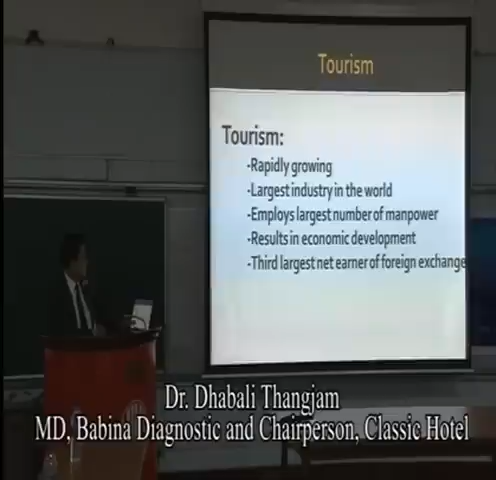 Tourism
Tourism:
-Rapidly growing
-Largest industry in the world
-Employs largest number of manpower
-Results in economic development
-Third largest net earner of foreign exchange
Dr. Dhabali Thangjam
MD, Babina Diagnostic and Chairperson, Classic Hotel